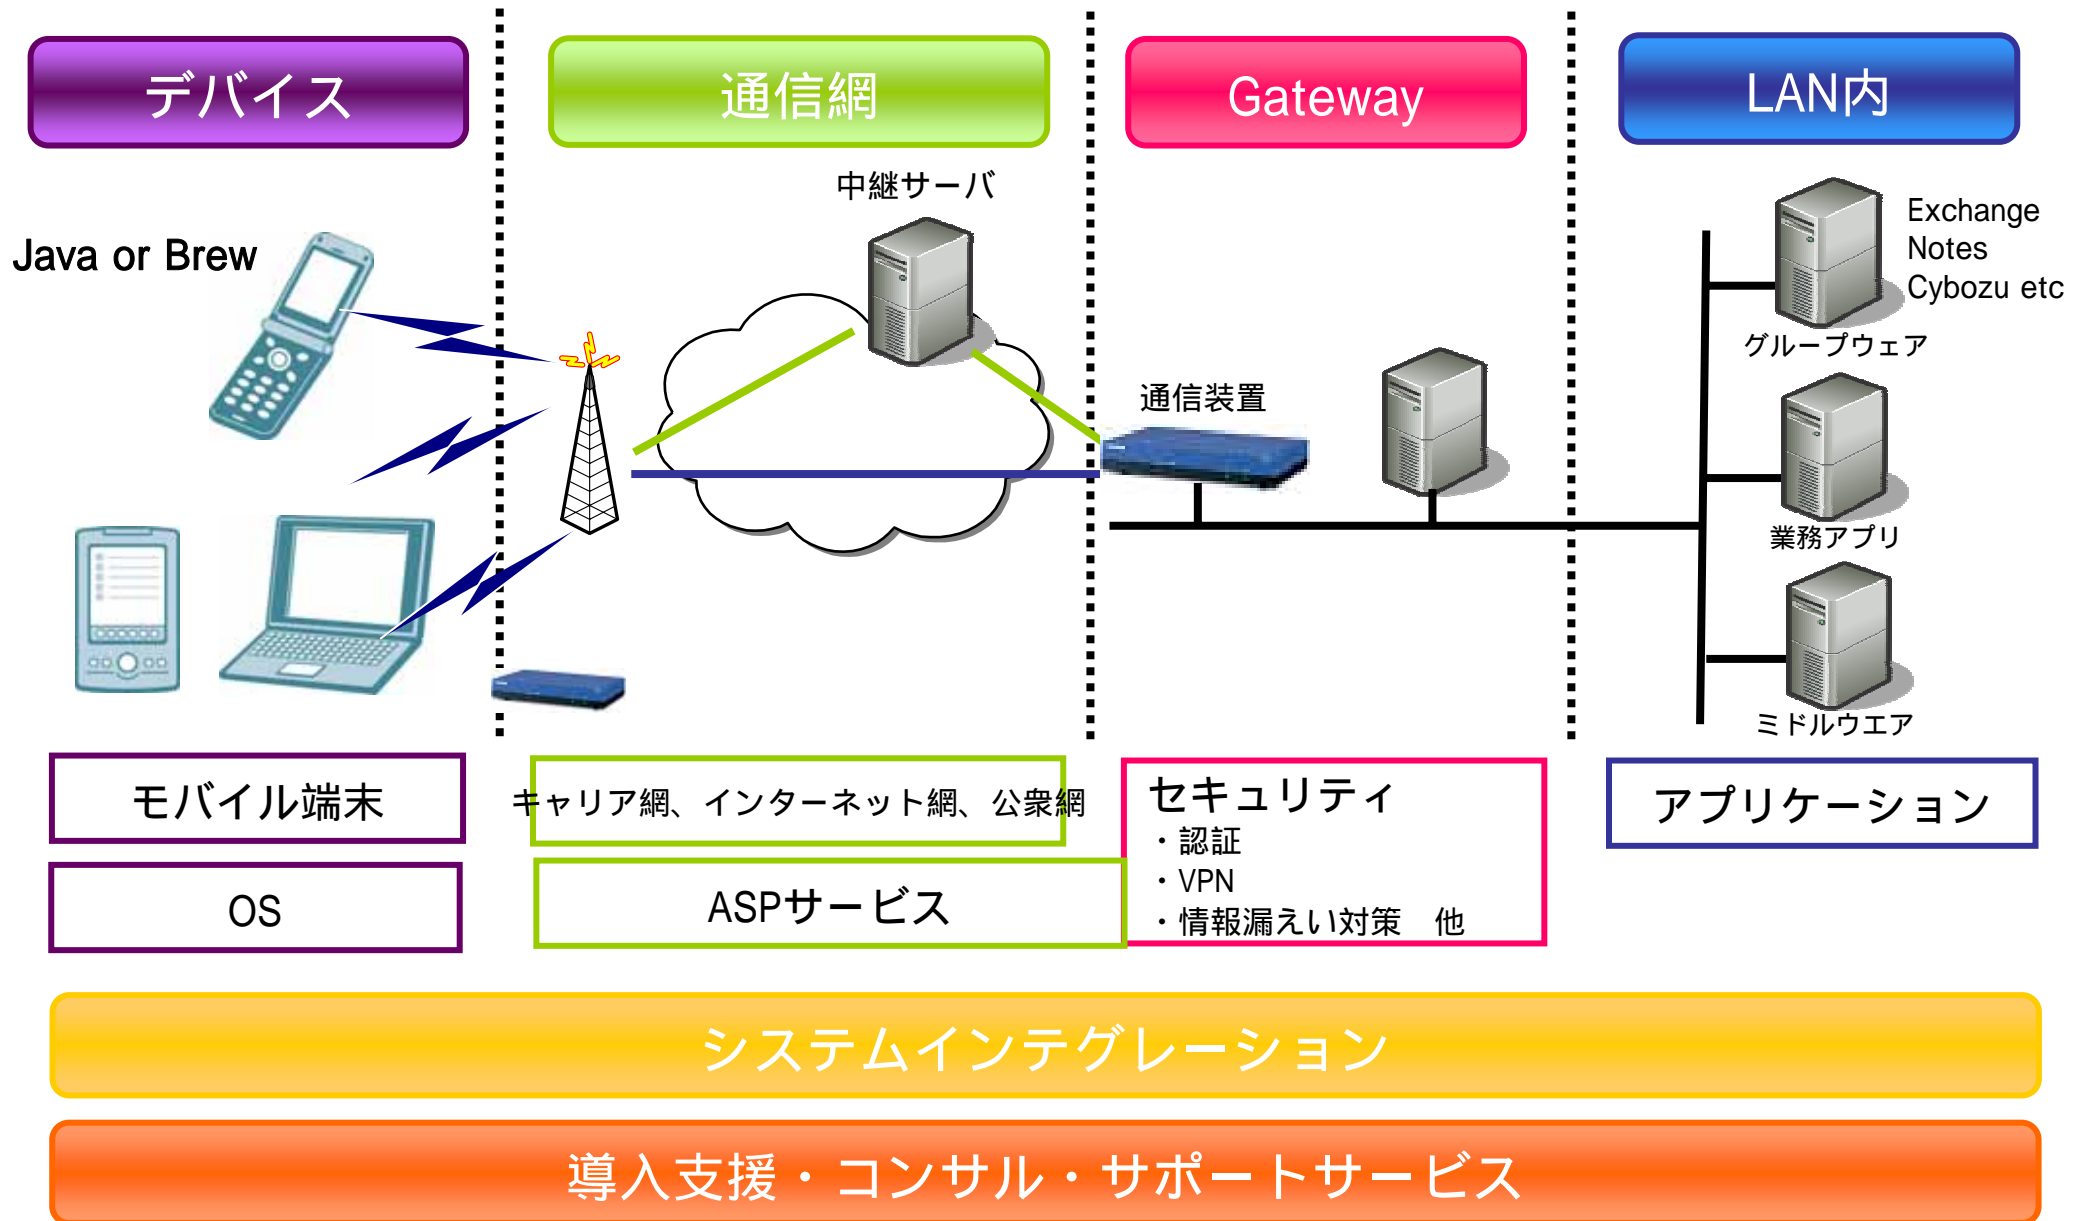 デバイス
通信網
Gateway
LAN内
中継サーバ
Java or Brew
Exchange
Notes
Cybozu etc
グループウェア
通信装置
業務アプリ
ミドルウエア
モバイル端末
OS
キャリア網、インターネット網、公衆網
ASPサービス
セキュリティ
・認証
・VPN
・情報漏えい対策　他
アプリケーション
システムインテグレーション
導入支援・コンサル・サポートサービス